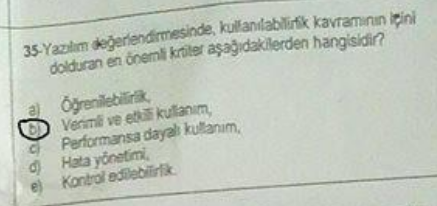 35-Yazılım değerlendirmesinde, kullanılabilirlik kavramının içini
dolduran en önemli kriter aşağıdakilerden hangisidir?
a) Öğrenilebilirlik,
b) Verimli ve etkili kullanım,
c) Performansa dayalı kullanım,
d) Hata yönetimi,
e) Kontrol edilebilirlik.